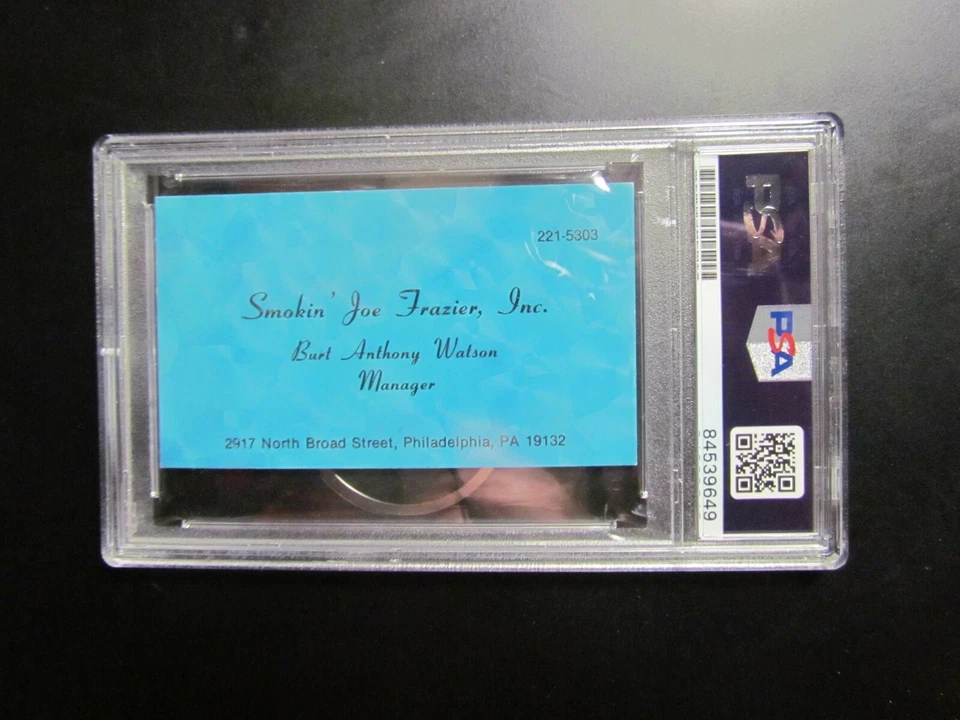 221-5303
Smokin' Joe Frazier, Inc.
Burt Anthony Watson
Manager
2917 North Broad Street, Philadelphia, PA 19132
PSA
PSA
84539649